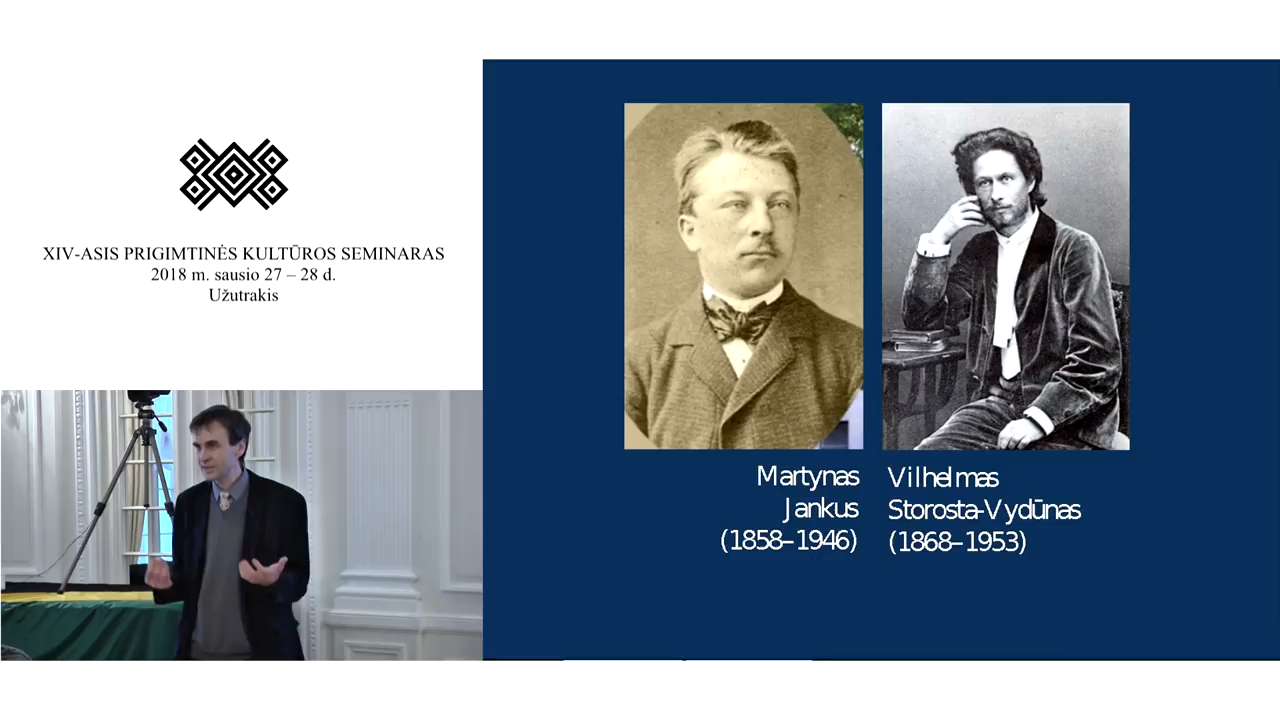 XIV-ASIS PRIGIMTINĖS KULTŪROS SEMINARAS
2018 m. sausio 27 – 28 d.
Užutrakis
Martynas
Jankus
(1858–1946)
Vilhelmas
Storosta-Vydūnas
(1868–1953)